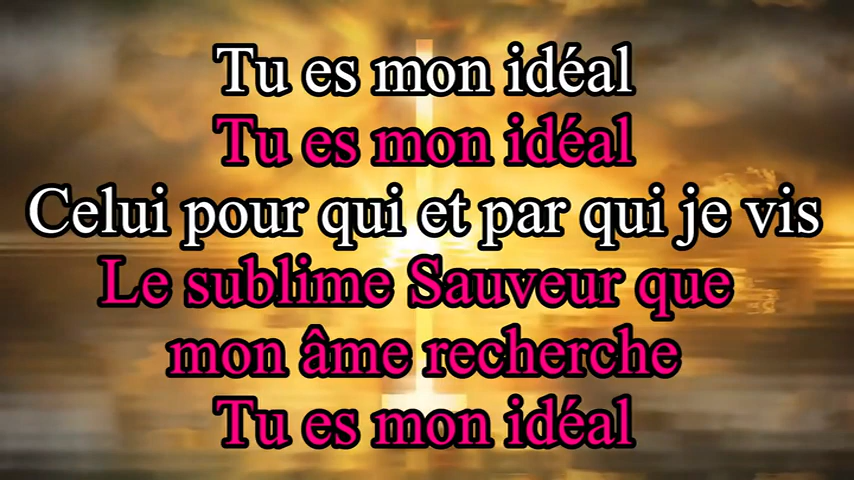 Tu es mon idéal
Tu es mon idéal
Celui pour qui et par qui je vis
Le sublime Sauveur que
mon âme recherche
Tu es mon idéal